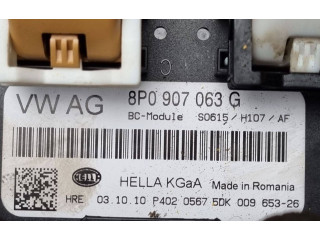 VW AG 8P0 907 063 G
BC-Module S0615 / H107 / AF
HELLA
HELLA KGaA Made in Romania
HRE 03.10.10 P402 0567 5DK 009 653-26